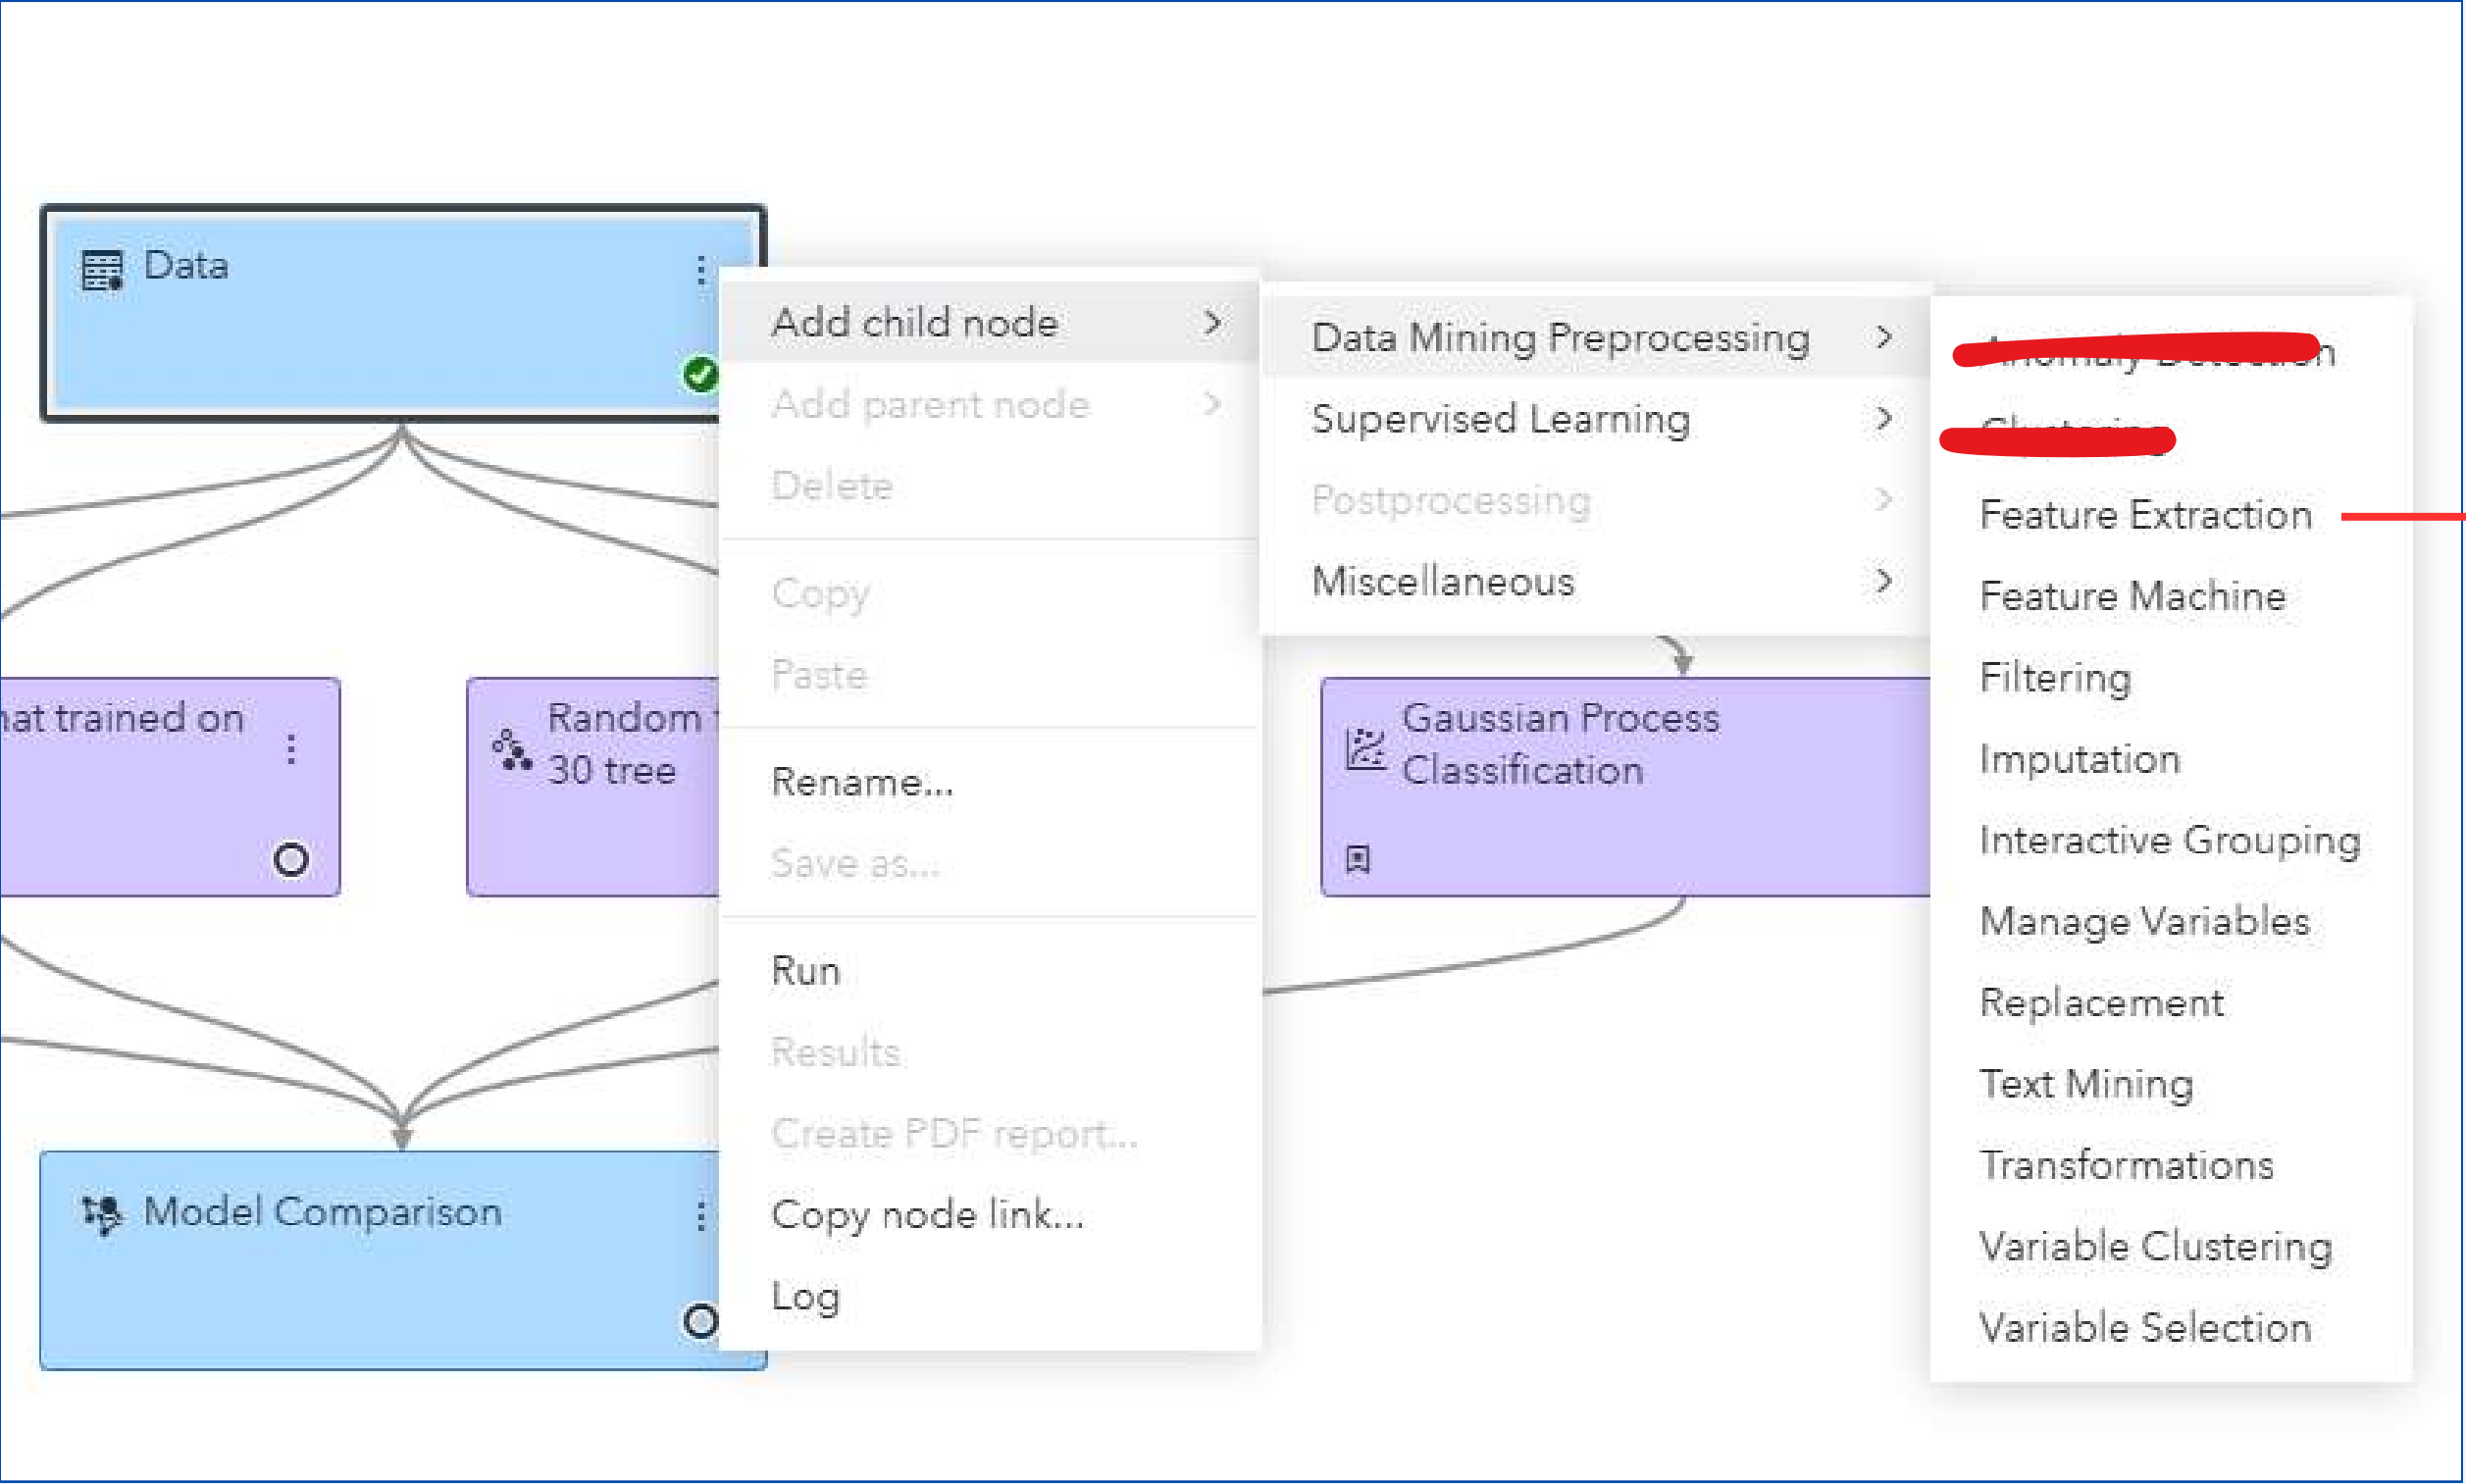 Data
Add child node
Add parent node
Delete
Copy
Paste
Rename...
Save as...
Run
Results
Create PDF report...
Copy node link...
Log
Data Mining Preprocessing
Supervised Learning
Postprocessing
Miscellaneous
Anomaly Detection
Clustering
Feature Extraction
Feature Machine
Filtering
Imputation
Interactive Grouping
Manage Variables
Replacement
Text Mining
Transformations
Variable Clustering
Variable Selection
hat trained on
Random
30 tree
Gaussian Process
Classification
Model Comparison